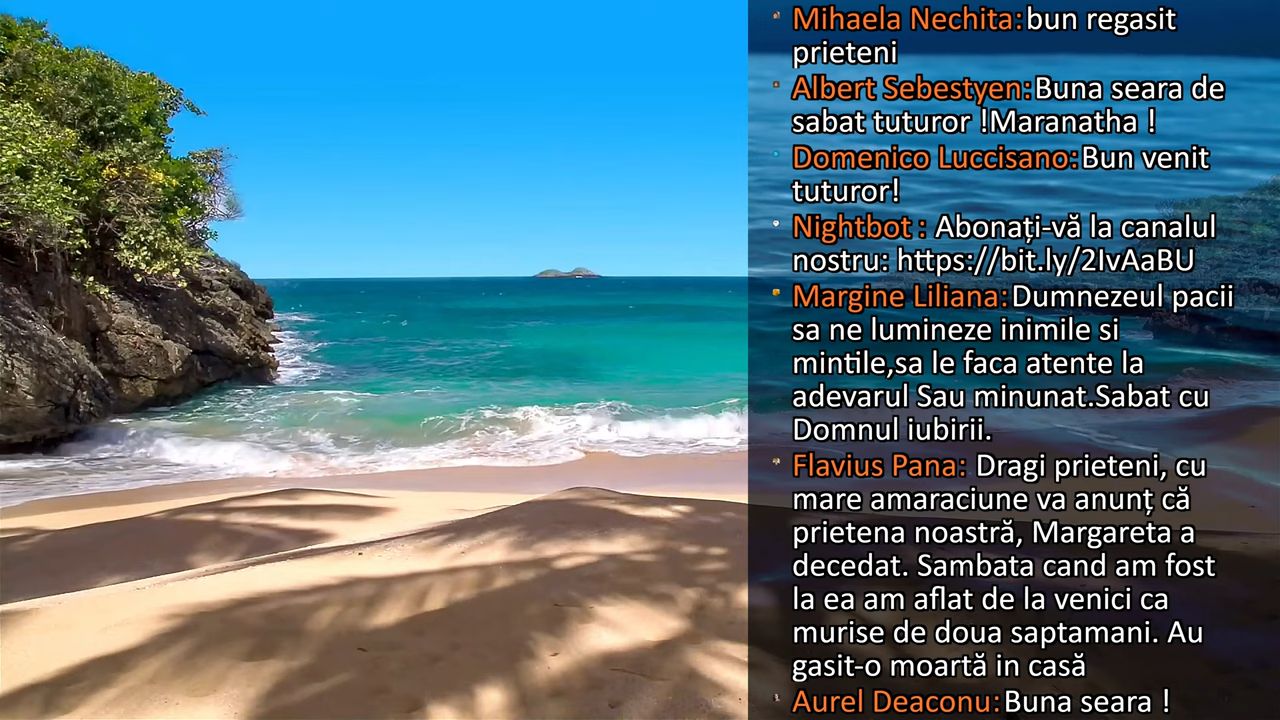 Mihaela Nechita: bun regasit
prieteni
Albert Sebestyen: Buna seara de
sabat tuturor !Maranatha !
Domenico Luccisano: Bun venit
tuturor!
Nightbot : Abonați-vă la canalul
nostru: https://bit.ly/2IvAaBU
Margine Liliana: Dumnezeul pacii
sa ne lumineze inimile si
mintile,sa le faca atente la
adevarul Sau minunat.Sabat cu
Domnul iubirii.
Flavius Pana: Dragi prieteni, cu
mare amaraciune va anunț că
prietena noastră, Margareta a
decedat. Sambata cand am fost
la ea am aflat de la venici ca
murise de doua saptamani. Au
gasit-o moartă in casă
Aurel Deaconu: Buna seara !